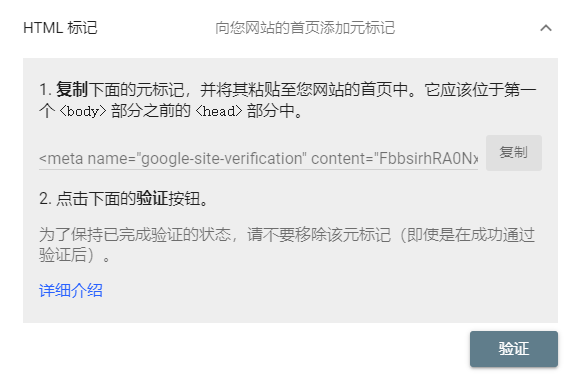 HTML 标记
向您网站的首页添加元标记
1. 复制下面的元标记，并将其粘贴至您网站的首页中。它应该位于第一
个 <body> 部分之前的 <head> 部分中。
<meta name="google-site-verification" content="FbbsirhRA0Nx
复制
2. 点击下面的验证按钮。
为了保持已完成验证的状态，请不要移除该元标记（即使是在成功通过
验证后）。
详细介绍
验证